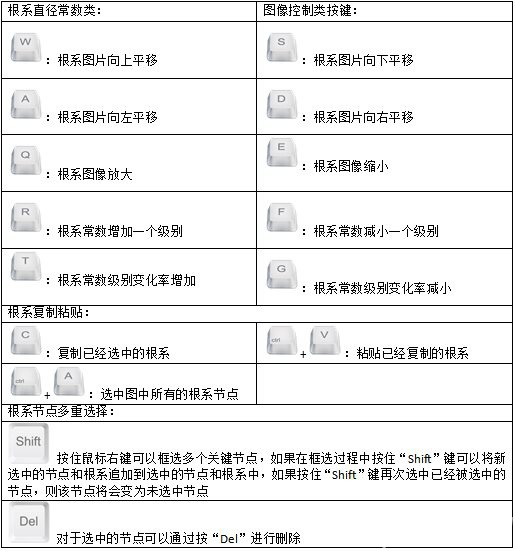 根系直径常数类：
图像控制类按键：
W ：根系图片向上平移
S ：根系图片向下平移
A ：根系图片向左平移
D ：根系图片向右平移
Q ：根系图像放大
E ：根系图像缩小
R ：根系常数增加一个级别
F ：根系常数减小一个级别
T ：根系常数级别变化率增加
G ：根系常数级别变化率减小
根系复制粘贴：
C ：复制已经选中的根系
ctrl + V ：粘贴已经复制的根系
ctrl + A ：选中图中所有的根系节点
根系节点多重选择：
Shift 按住鼠标右键可以框选多个关键节点，如果在框选过程中按住“Shift”键可以将新
选中的节点和根系追加到选中的节点和根系中，如果按住“Shift”键再次选中已经被选中的
节点，则该节点将会变为未选中节点
Del 对于选中的节点可以通过按“Del”进行删除